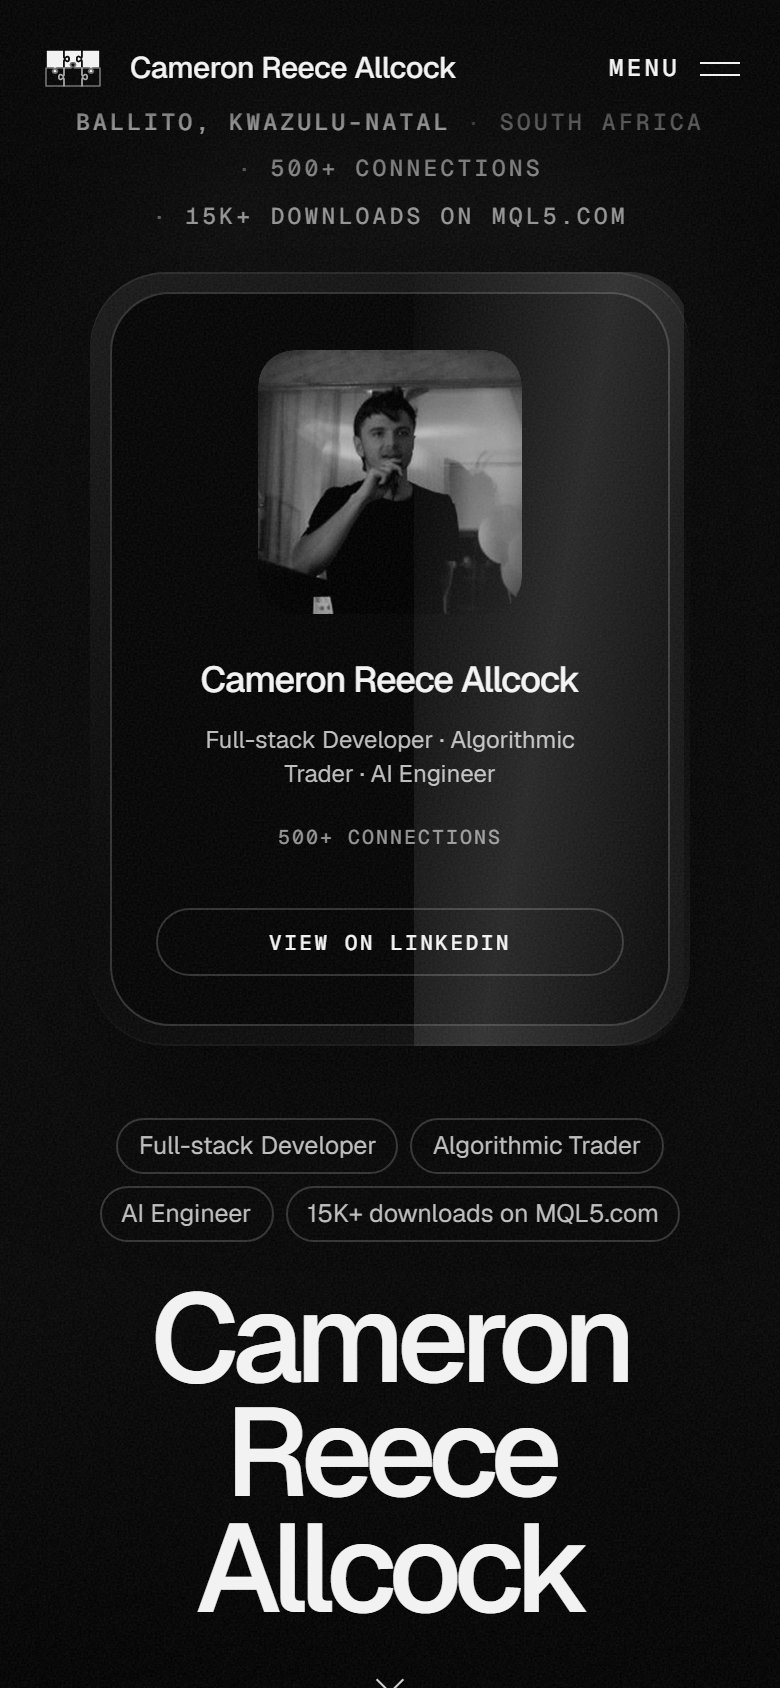 Cameron Reece Allcock
MENU
BALLITO, KWAZULU-NATAL · SOUTH AFRICA
· 500+ CONNECTIONS
· 15K+ DOWNLOADS ON MQL5.COM
Cameron Reece Allcock
Full-stack Developer · Algorithmic
Trader · AI Engineer
500+ CONNECTIONS
VIEW ON LINKEDIN
Full-stack Developer
Algorithmic Trader
AI Engineer
15K+ downloads on MQL5.com
Cameron
Reece
Allcock